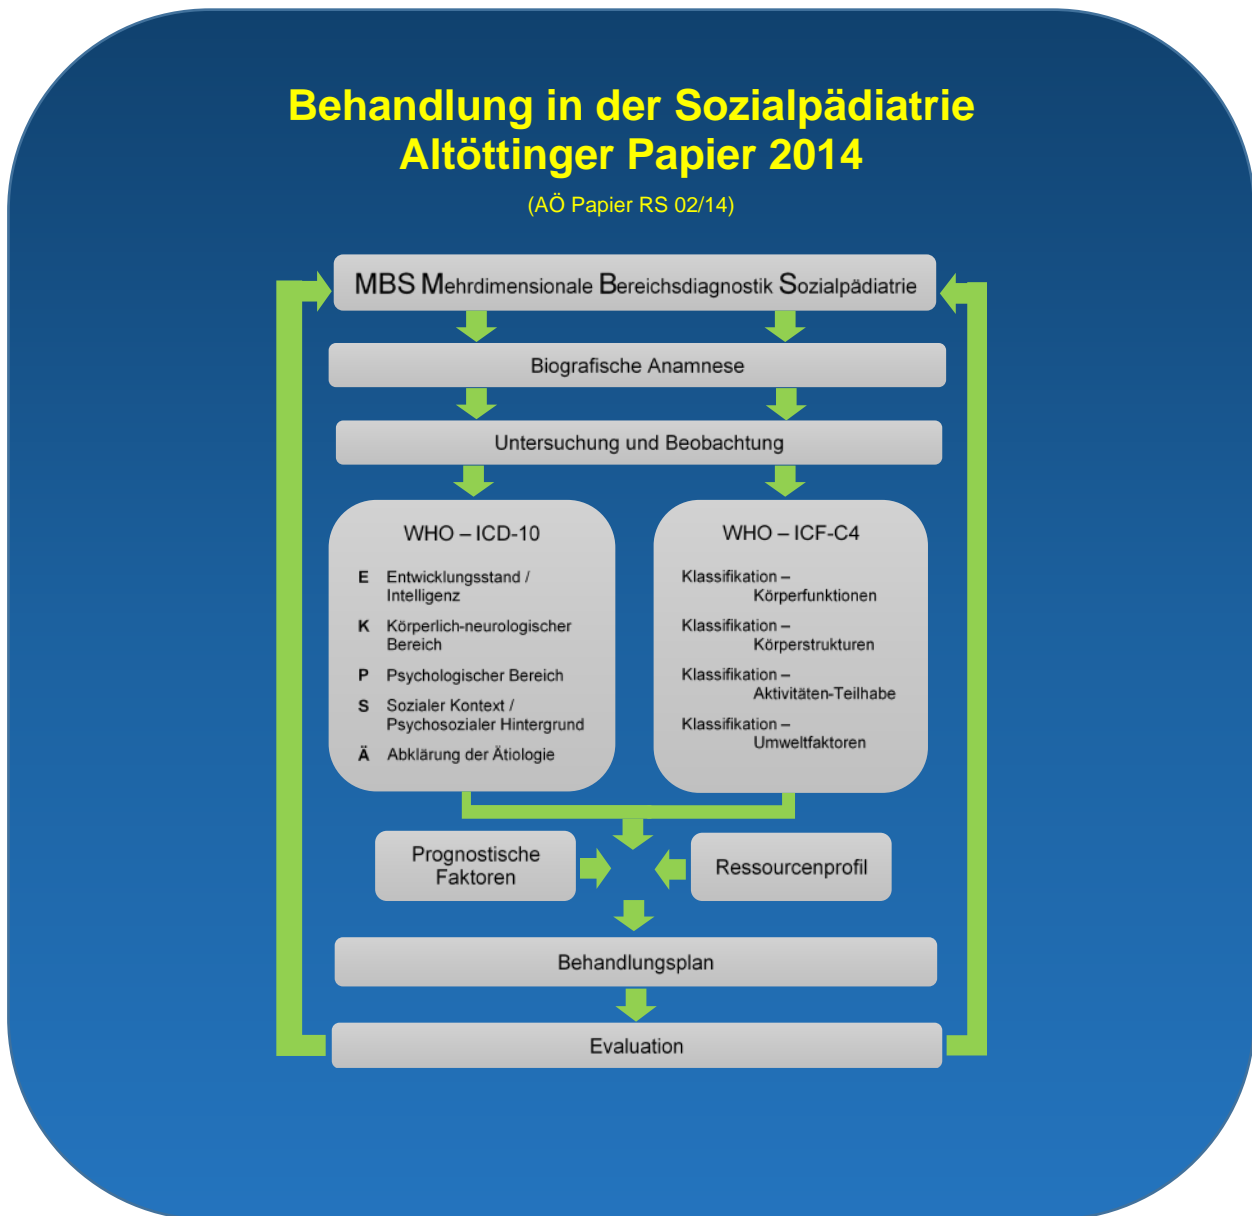 Behandlung in der Sozialpädiatrie
Altöttinger Papier 2014
(AÖ Papier RS 02/14)
MBS Mehrdimensionale Bereichsdiagnostik Sozialpädiatrie
Biografische Anamnese
Untersuchung und Beobachtung
WHO – ICD-10
E Entwicklungsstand /
Intelligenz
K Körperlich-neurologischer
Bereich
P Psychologischer Bereich
S Sozialer Kontext /
Psychosozialer Hintergrund
Ä Abklärung der Ätiologie
WHO – ICF-C4
Klassifikation –
Körperfunktionen
Klassifikation –
Körperstrukturen
Klassifikation –
Aktivitäten-Teilhabe
Klassifikation –
Umweltfaktoren
Prognostische
Faktoren
Ressourcenprofil
Behandlungsplan
Evaluation